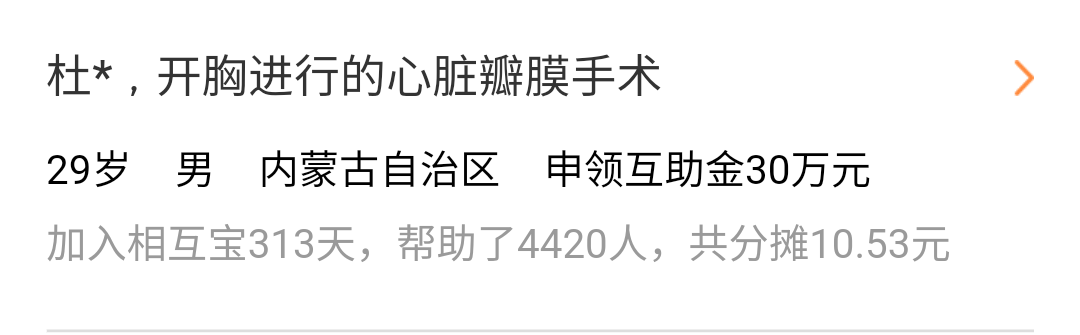 杜*，开胸进行的心脏瓣膜手术
29岁 男 内蒙古自治区 申领互助金30万元
加入相互宝313天，帮助了4420人，共分摊10.53元